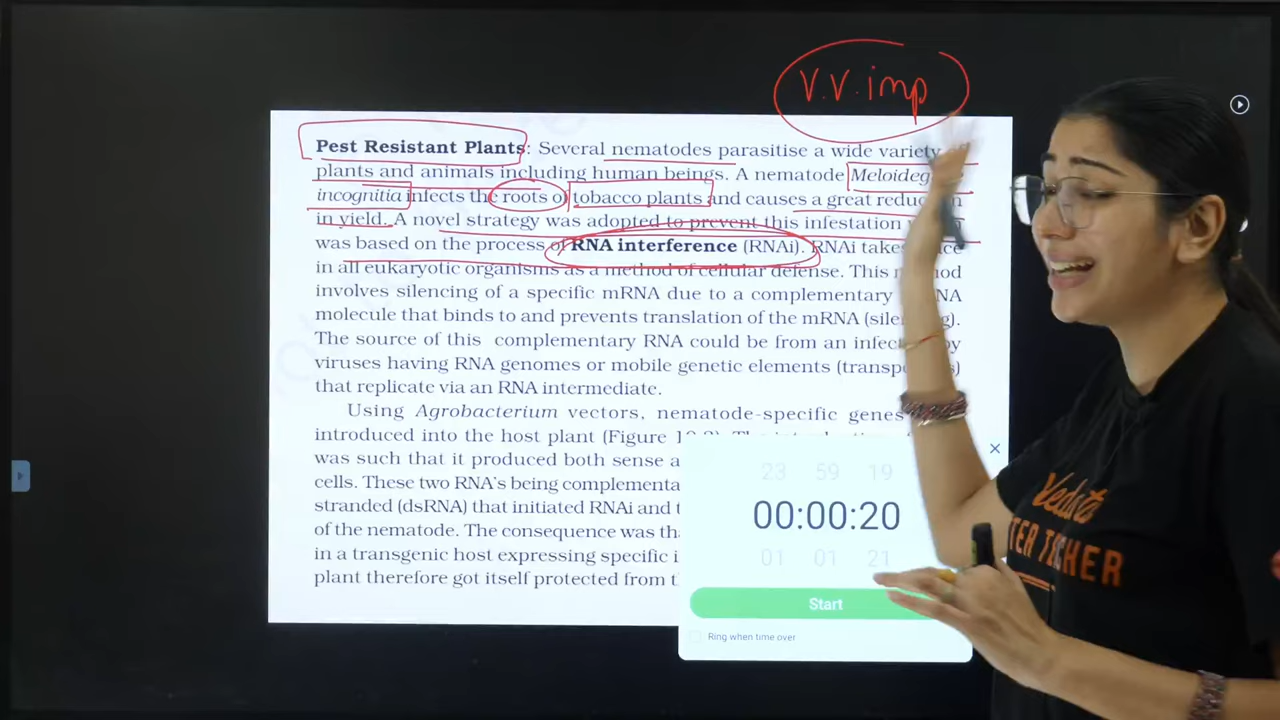 V.V. imp
Pest Resistant Plants: Several nematodes parasitise a wide variety
plants and animals including human beings. A nematode
incognitia infects the roots of tobacco plants and causes a great
in yield. A novel strategy was adopted to prevent this infestation
was based on the process of RNA interference (RNAi). RNAi takes
in all eukaryotic organisms as a method of cellular defense. This
involves silencing of a specific mRNA due to a complementary
molecule that binds to and prevents translation of the mRNA
The source of this complementary RNA could be from an
viruses having RNA genomes or mobile genetic elements
that replicate via an RNA intermediate.
Using Agrobacterium vectors, nematode-specific genes
introduced into the host plant (Figure
was such that it produced both sense
cells. These two RNA's being
stranded (dsRNA) that initiated RNAi and
of the nematode. The consequence was
in a transgenic host expressing specific
plant therefore got itself protected from
23 59 19
00:00:20
01 01 21
Start
Ring when time over
TEACHER